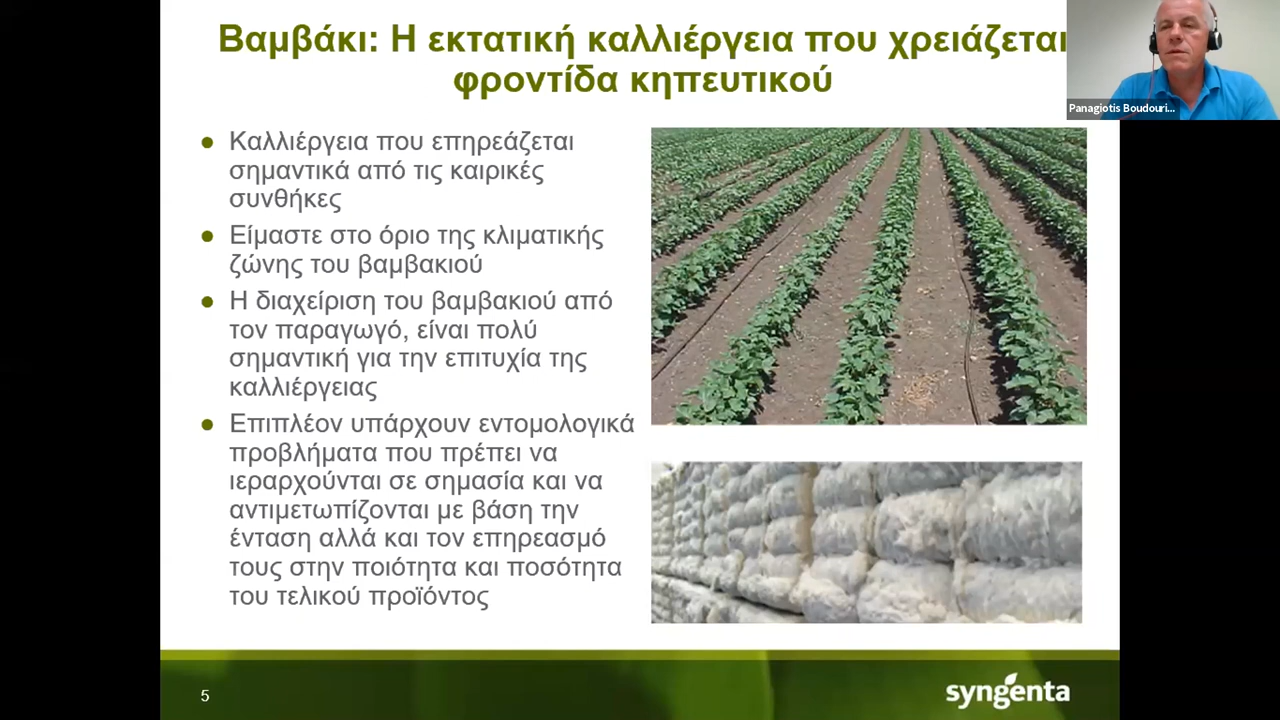 Βαμβάκι: Η εκτατική καλλιέργεια που χρειάζεται
φροντίδα κηπευτικού
Panagiotis Boudouri...
● Καλλιέργεια που επηρεάζεται
σημαντικά από τις καιρικές
συνθήκες
● Είμαστε στο όριο της κλιματικής
ζώνης του βαμβακιού
● Η διαχείριση του βαμβακιού από
τον παραγωγό, είναι πολύ
σημαντική για την επιτυχία της
καλλιέργειας
● Επιπλέον υπάρχουν εντομολογικά
προβλήματα που πρέπει να
ιεραρχούνται σε σημασία και να
αντιμετωπίζονται με βάση την
ένταση αλλά και τον επηρεασμό
τους στην ποιότητα και ποσότητα
του τελικού προϊόντος
5
syngenta